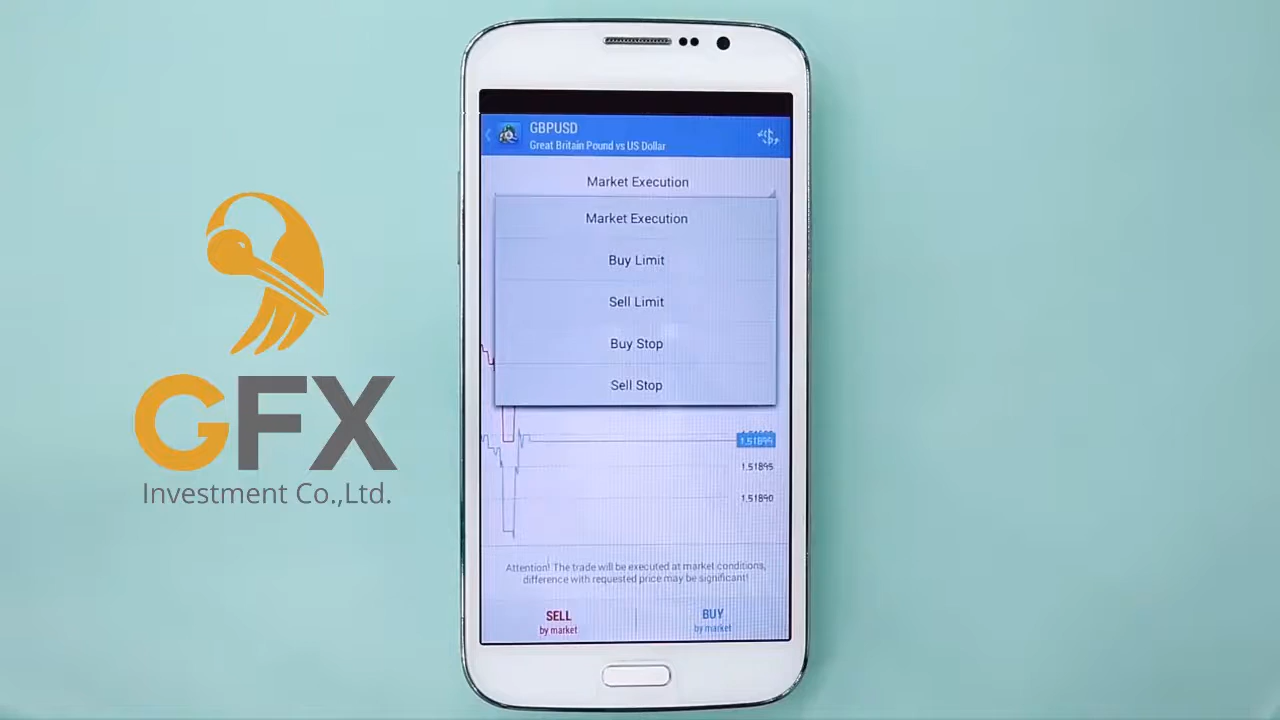 GFX
Investment Co.,Ltd.
GBPUSD
Great Britain Pound vs US Dollar
Market Execution
Market Execution
Buy Limit
Sell Limit
Buy Stop
Sell Stop
1.51899
1.51895
1.51890
Attention! The trade will be executed at market conditions,
difference with requested price may be significant!
SELL
by market
BUY
by market